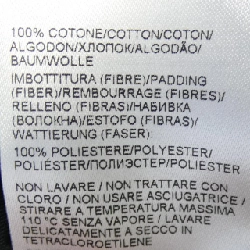 100% COTONE/COTTON/COTON/
ALGODON/ХЛОПОК/ALGODÃO/
BAUMWOLLE
IMBOTTITURA (FIBRE)/PADDING
(FIBER)/REMBOURRAGE (FIBRES)/
RELLENO (FIBRAS)/НАБИВКА
(ВОЛОКНА)/ESTOFO (FIBRAS)/
WATTIERUNG (FASER)
100% POLIESTERE/POLYESTER/
POLIÉSTER/ПОЛИЭСТЕР/POLIESTER
NON LAVARE / NON TRATTARE CON
CLORO / NON USARE ASCIUGATRICE /
STIRARE A TEMPERATURA MASSIMA
110°C SENZA VAPORE / LAVARE
DELICATAMENTE A SECCO IN
TETRACLOROETILENE